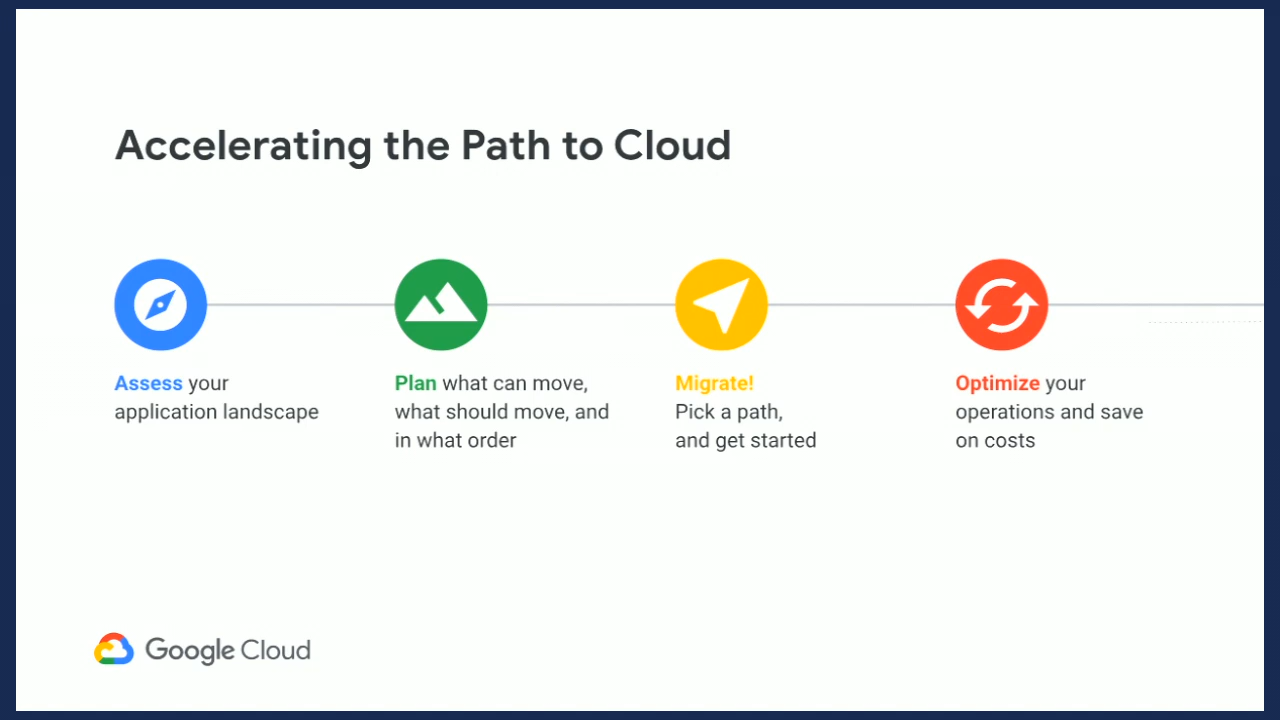 Accelerating the Path to Cloud
Assess your
application landscape
Plan what can move,
what should move, and
in what order
Migrate!
Pick a path,
and get started
Optimize your
operations and save
on costs
Google Cloud